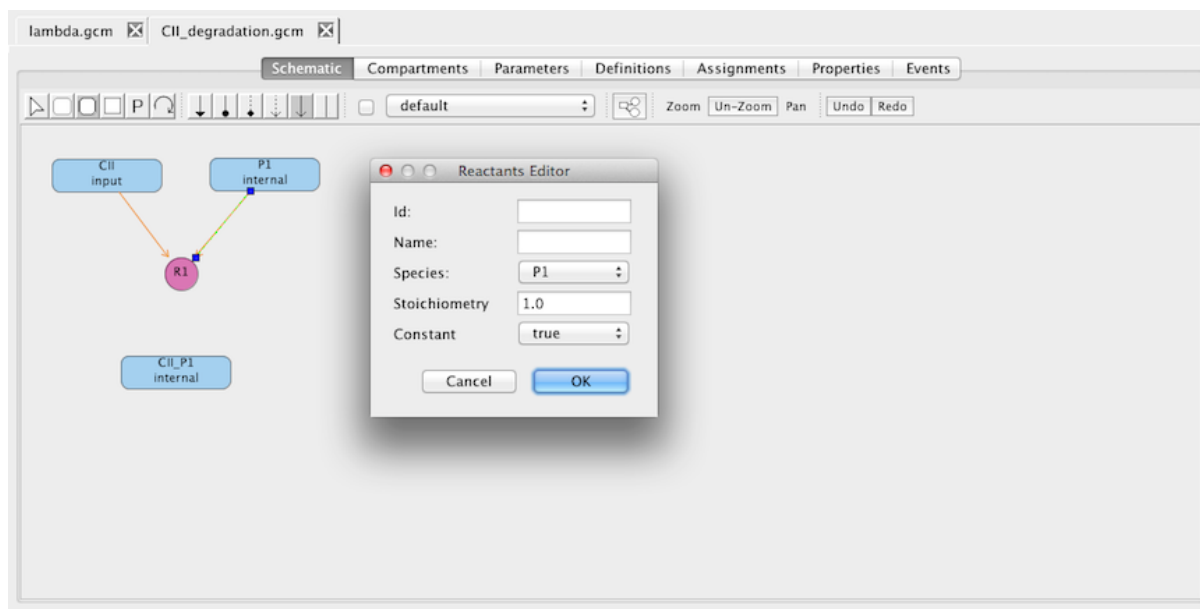 lambda.gcm CII_degradation.gcm
Schematic Compartments Parameters Definitions Assignments Properties Events
P default Zoom Un-Zoom Pan Undo Redo
CII
input
P1
internal
R1
CII_P1
internal
Reactants Editor
Id:
Name:
Species: P1
Stoichiometry 1.0
Constant true
Cancel OK